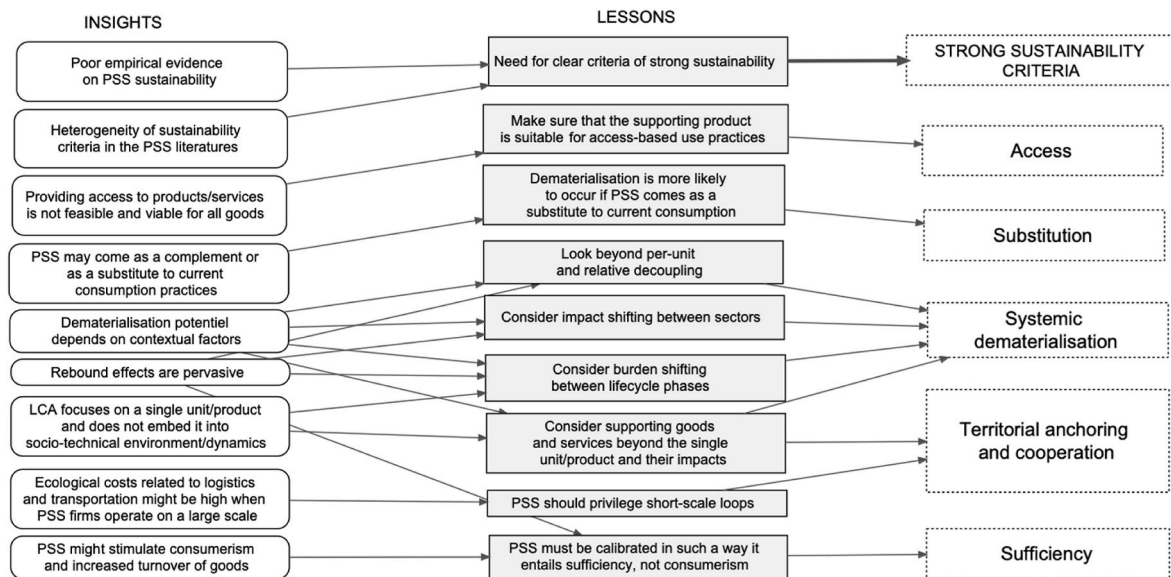 INSIGHTS
Poor empirical evidence
on PSS sustainability
Heterogeneity of sustainability
criteria in the PSS literatures
Providing access to products/services
is not feasible and viable for all goods
PSS may come as a complement or
as a substitute to current
consumption practices
Dematerialisation potentiel
depends on contextual factors
Rebound effects are pervasive
LCA focuses on a single unit/product
and does not embed it into
socio-technical environment/dynamics
Ecological costs related to logistics
and transportation might be high when
PSS firms operate on a large scale
PSS might stimulate consumerism
and increased turnover of goods
LESSONS
Need for clear criteria of strong sustainability
Make sure that the supporting product
is suitable for access-based use practices
Dematerialisation is more likely
to occur if PSS comes as a
substitute to current consumption
Look beyond per-unit
and relative decoupling
Consider impact shifting between sectors
Consider burden shifting
between lifecycle phases
Consider supporting goods
and services beyond the single
unit/product and their impacts
PSS should privilege short-scale loops
PSS must be calibrated in such a way it
entails sufficiency, not consumerism
STRONG SUSTAINABILITY
CRITERIA
Access
Substitution
Systemic
dematerialisation
Territorial anchoring
and cooperation
Sufficiency